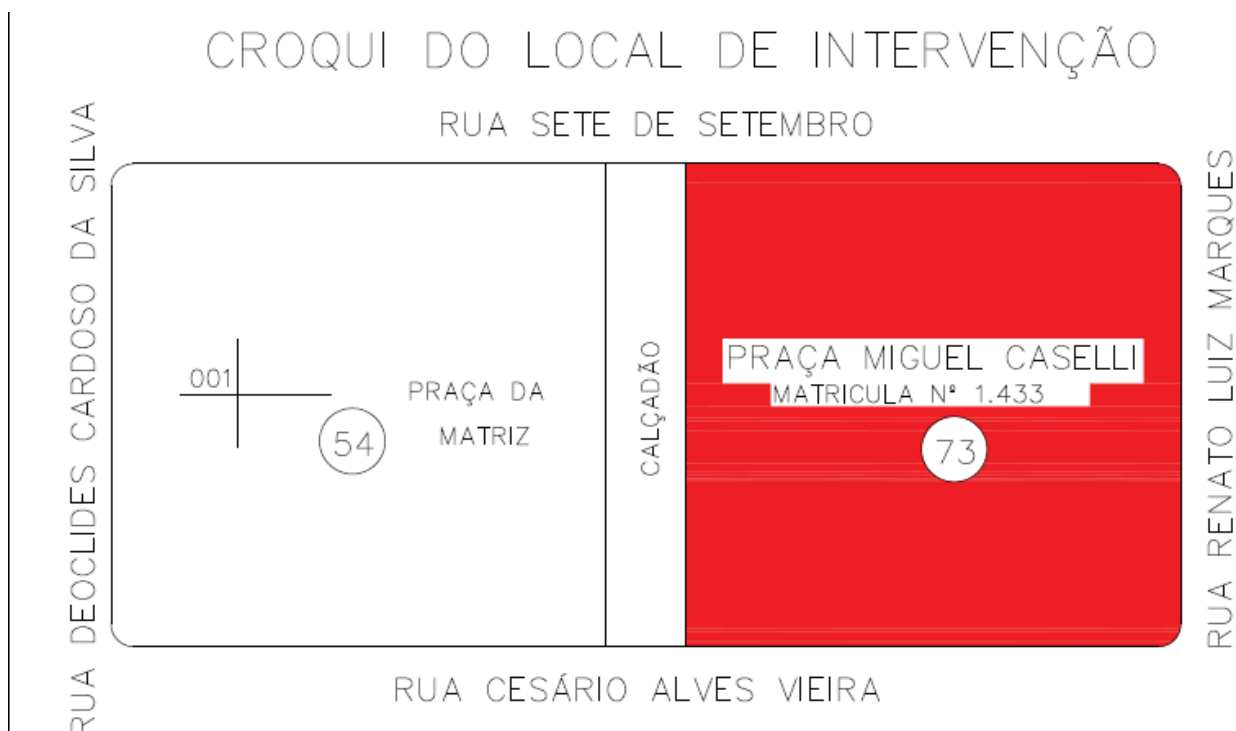 CROQUI DO LOCAL DE INTERVENÇÃO
RUA SETE DE SETEMBRO
RUA DEOCLIDES CARDOSO DA SILVA
001
54
PRAÇA DA
MATRIZ
CALÇADÃO
PRAÇA MIGUEL CASELLI
MATRICULA Nº 1.433
73
RUA RENATO LUIZ MARQUES
RUA CESÁRIO ALVES VIEIRA